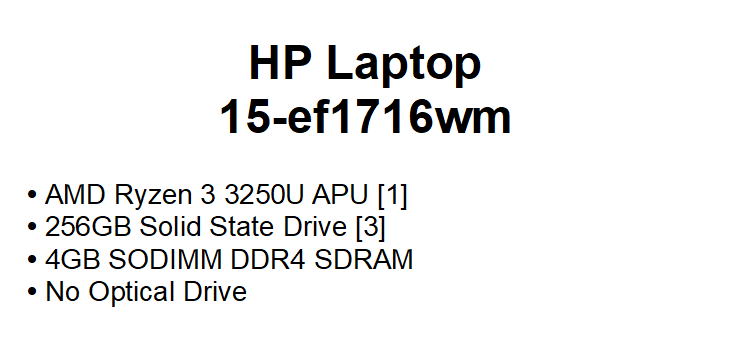 HP Laptop
15-ef1716wm
• AMD Ryzen 3 3250U APU [1]
• 256GB Solid State Drive [3]
• 4GB SODIMM DDR4 SDRAM
• No Optical Drive